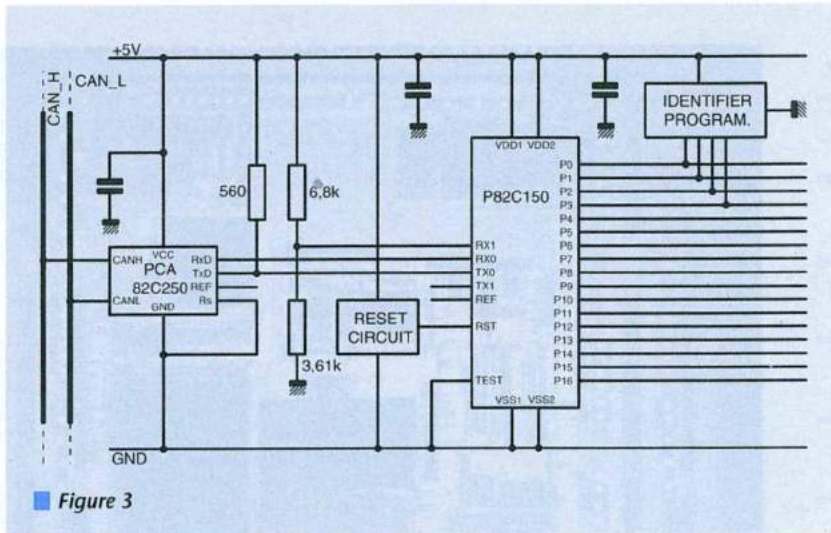 +5V
CAN_H
CAN_L
IDENTIFIER
PROGRAM.
560
6,8k
3,61k
VCC
CANH
RxD
PCA
TxD
82C250
REF
CANL
Rs
GND
RESET
CIRCUIT
VDD1 VDD2
P82C150
RX1
RX0
TX0
TX1
REF
RST
TEST
VSS1 VSS2
P0
P1
P2
P3
P4
P5
P6
P7
P8
P9
P10
P11
P12
P13
P14
P15
P16
GND
Figure 3